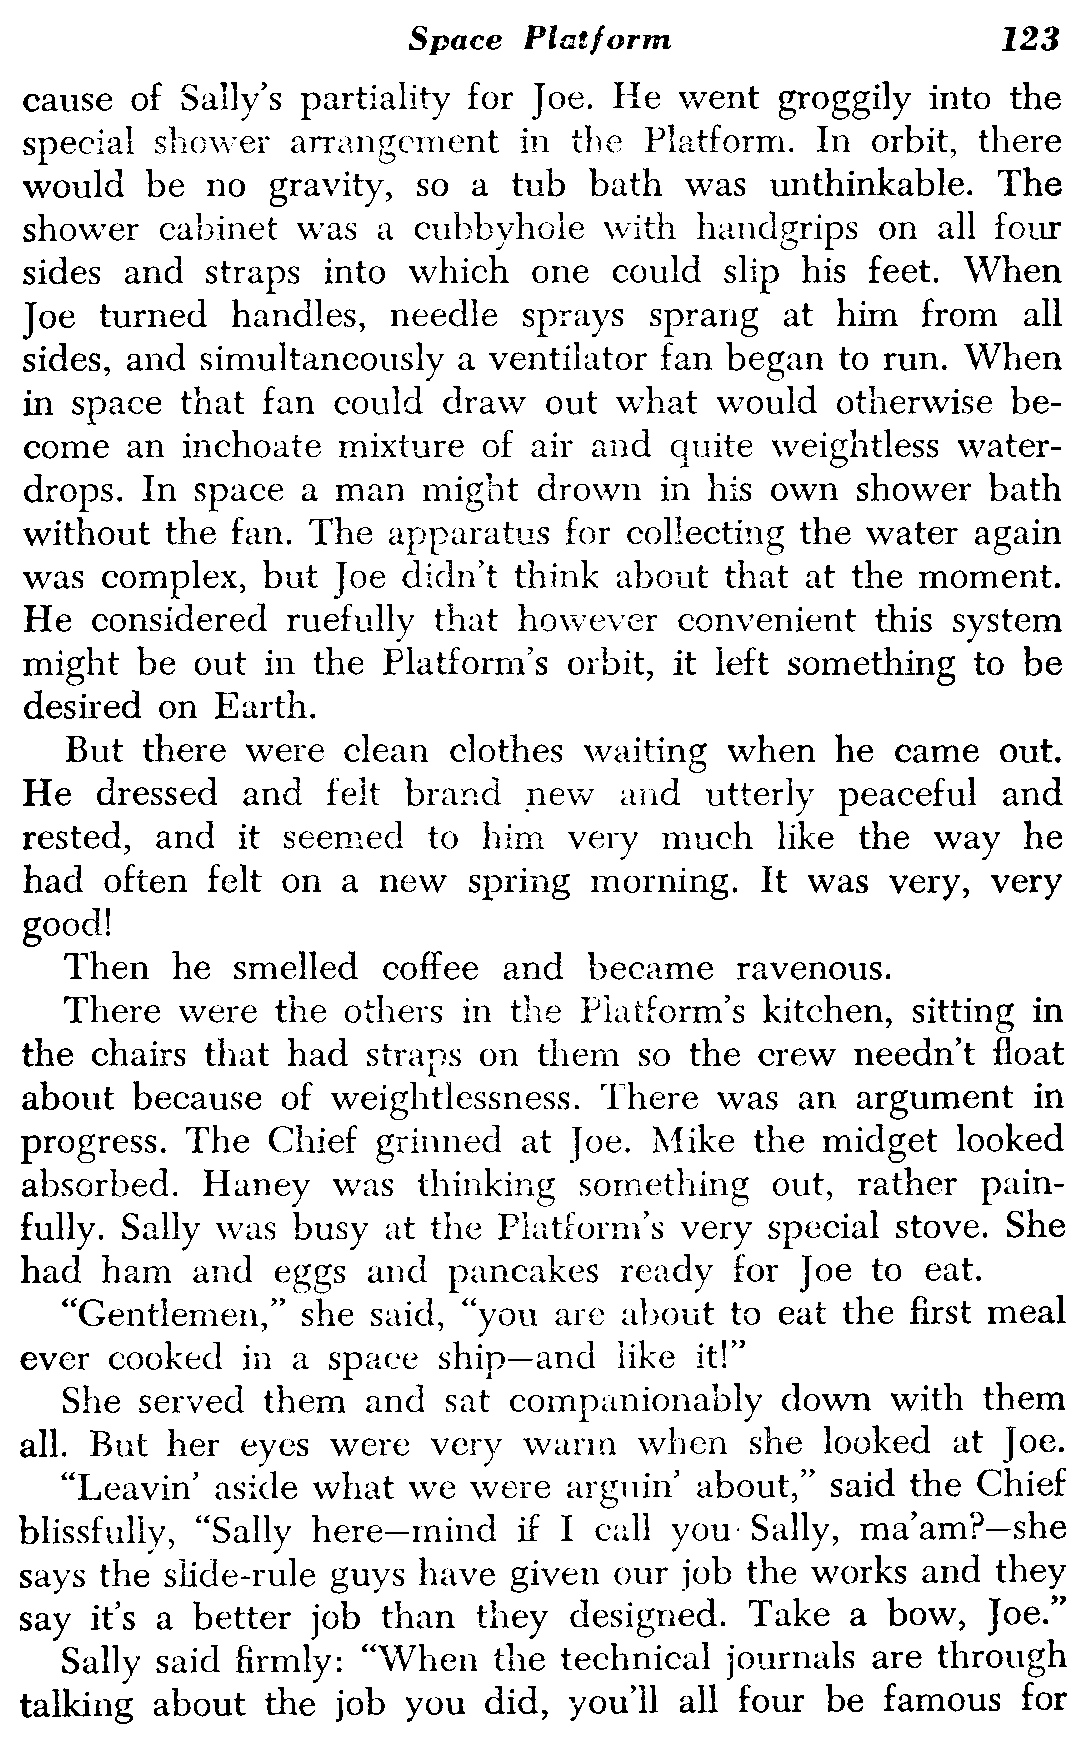 Space Platform 123
cause of Sally's partiality for Joe. He went groggily into the
special shower arrangement in the Platform. In orbit, there
would be no gravity, so a tub bath was unthinkable. The
shower cabinet was a cubbyhole with handgrips on all four
sides and straps into which one could slip his feet. When
Joe turned handles, needle sprays sprang at him from all
sides, and simultaneously a ventilator fan began to run. When
in space that fan could draw out what would otherwise be-
come an inchoate mixture of air and quite weightless water-
drops. In space a man might drown in his own shower bath
without the fan. The apparatus for collecting the water again
was complex, but Joe didn't think about that at the moment.
He considered ruefully that however convenient this system
might be out in the Platform's orbit, it left something to be
desired on Earth.
But there were clean clothes waiting when he came out.
He dressed and felt brand new and utterly peaceful and
rested, and it seemed to him very much like the way he
had often felt on a new spring morning. It was very, very
good!
Then he smelled coffee and became ravenous.
There were the others in the Platform's kitchen, sitting in
the chairs that had straps on them so the crew needn't float
about because of weightlessness. There was an argument in
progress. The Chief grinned at Joe. Mike the midget looked
absorbed. Haney was thinking something out, rather pain-
fully. Sally was busy at the Platform's very special stove. She
had ham and eggs and pancakes ready for Joe to eat.
"Gentlemen," she said, "you are about to eat the first meal
ever cooked in a space ship—and like it!"
She served them and sat companionably down with them
all. But her eyes were very warm when she looked at Joe.
"Leavin' aside what we were arguin' about," said the Chief
blissfully, "Sally here—mind if I call you Sally, ma'am?—she
says the slide-rule guys have given our job the works and they
say it's a better job than they designed. Take a bow, Joe."
Sally said firmly: "When the technical journals are through
talking about the job you did, you'll all four be famous for